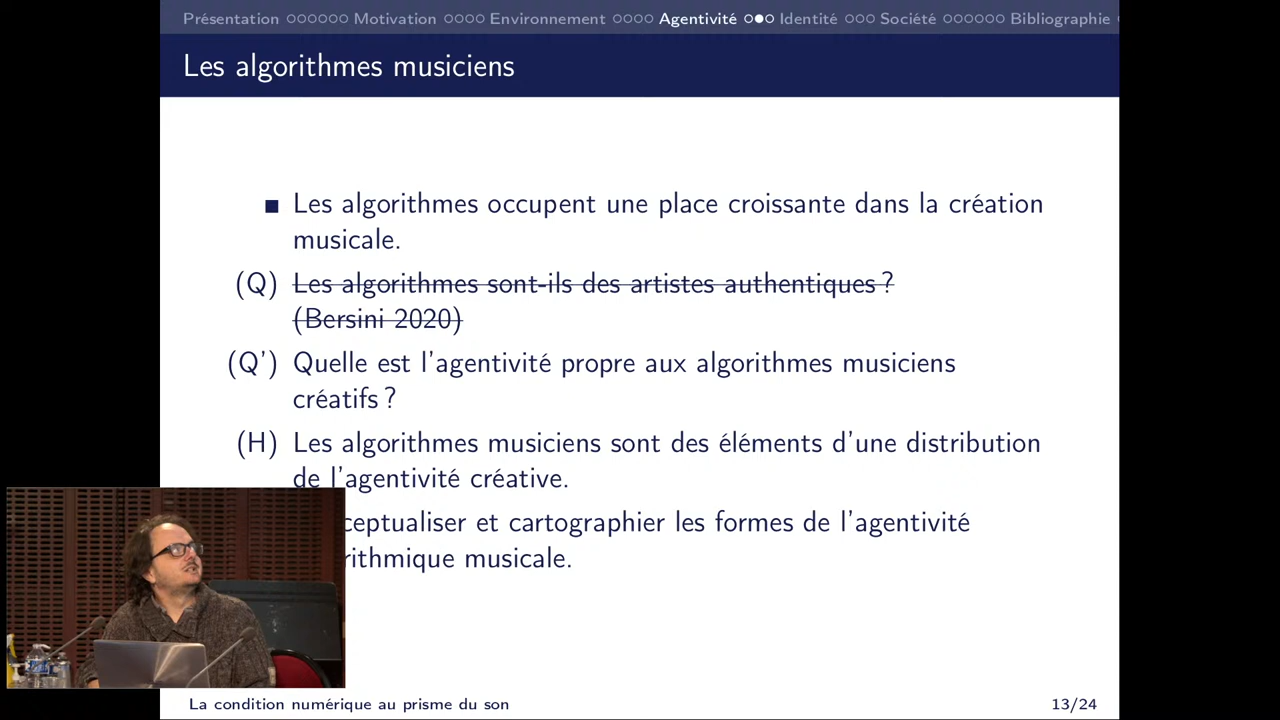 Présentation Motivation Environnement Agentivité Identité Société Bibliographie
Les algorithmes musiciens
Les algorithmes occupent une place croissante dans la création
musicale.
(Q) Les algorithmes sont-ils des artistes authentiques ?
(Bersini 2020)
(Q') Quelle est l'agentivité propre aux algorithmes musiciens
créatifs ?
(H) Les algorithmes musiciens sont des éléments d'une distribution
de l'agentivité créative.
ceptualiser et cartographier les formes de l'agentivité
rithmique musicale.
La condition numérique au prisme du son 13/24